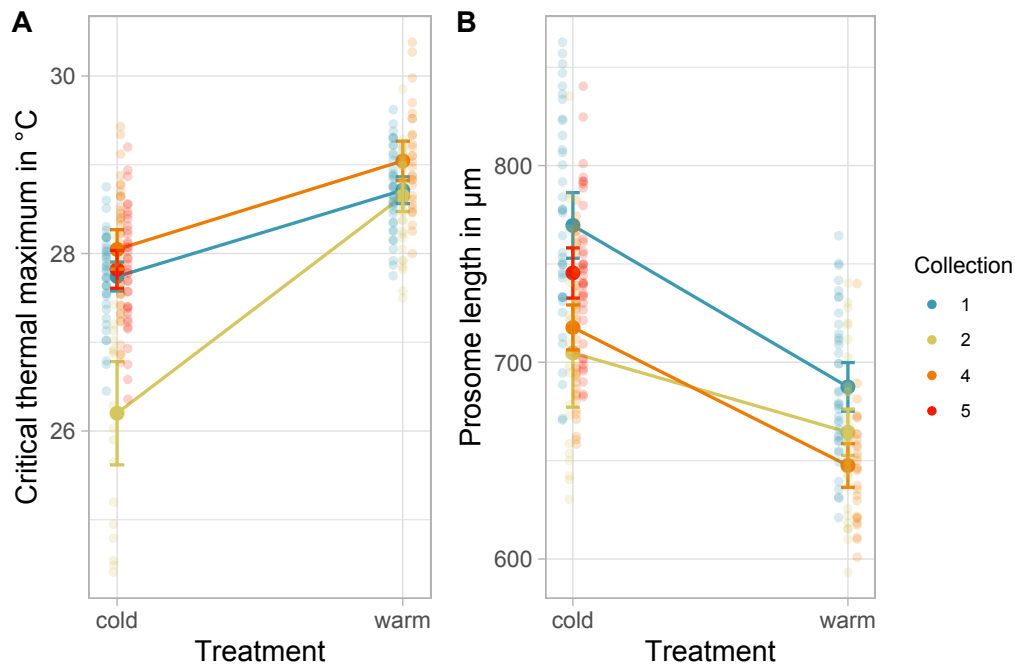 A
Critical thermal maximum in °C
30
28
26
cold
warm
Treatment
B
Prosome length in µm
800
700
600
cold
warm
Treatment
Collection
1
2
4
5